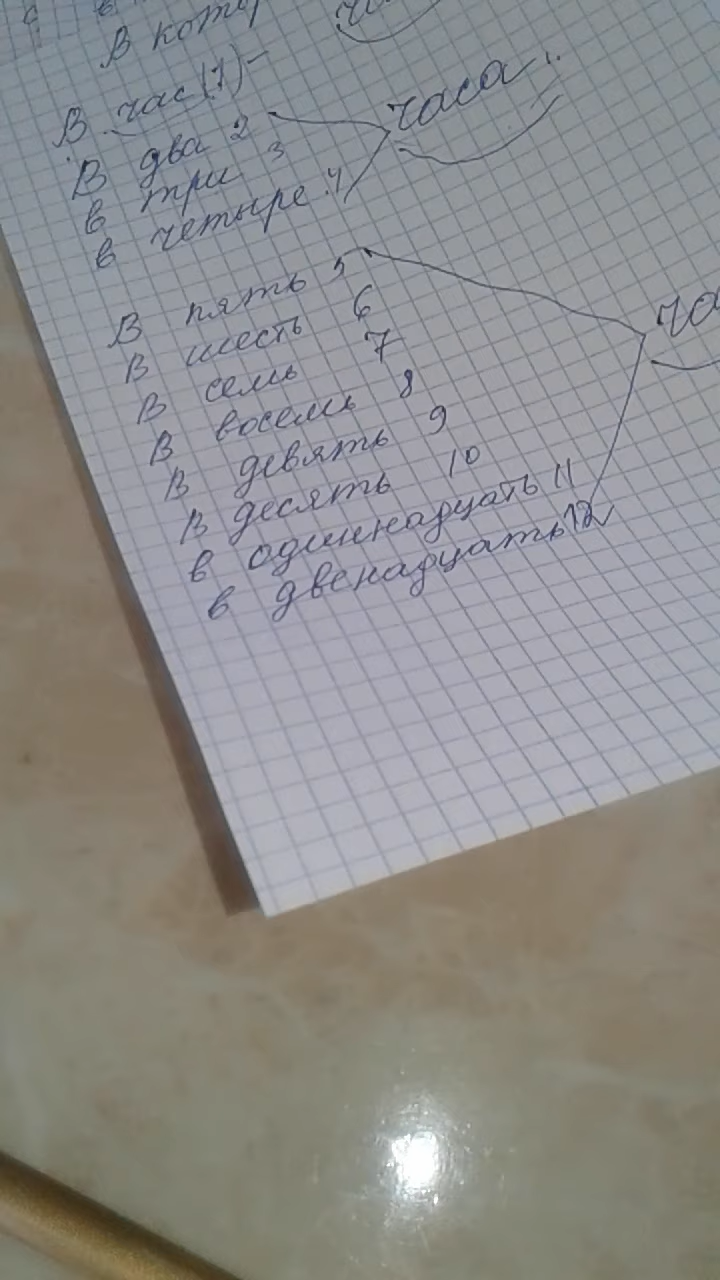 В
В час (1) -
В два 2 часа.
в три 3
в четыре 4
В пять 5
В шесть 6
В семь 7
В восемь 8
В девять 9
В десять 10
в одиннадцать 11
в двенадцать 12